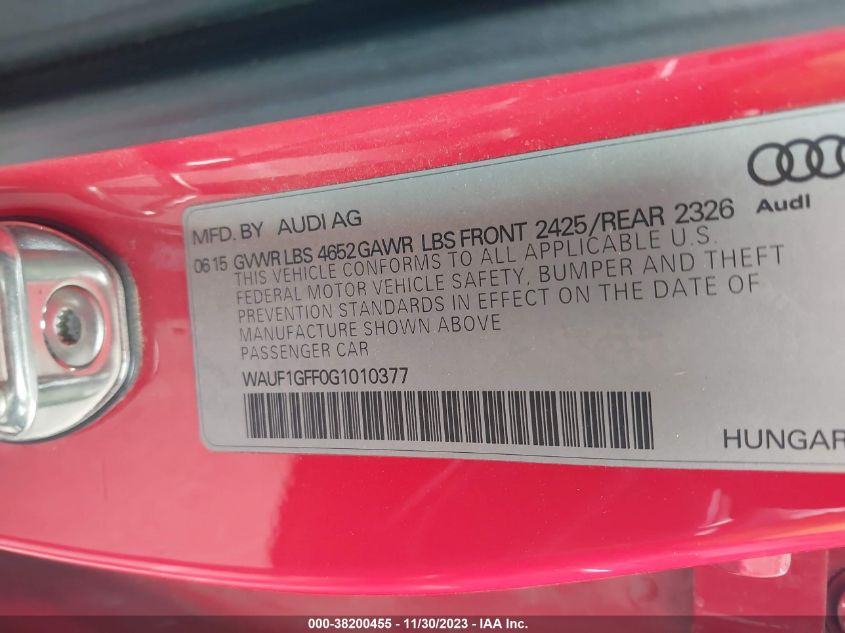 MFD. BY AUDI AG
Audi
0615 GVWR LBS 4652 GAWR LBS FRONT 2425/REAR 2326
THIS VEHICLE CONFORMS TO ALL APPLICABLE U.S.
FEDERAL MOTOR VEHICLE SAFETY, BUMPER AND THEFT
PREVENTION STANDARDS IN EFFECT ON THE DATE OF
MANUFACTURE SHOWN ABOVE
PASSENGER CAR
WAUF1GFF0G1010377
HUNGAR
000-38200455 - 11/30/2023 - IAA Inc.